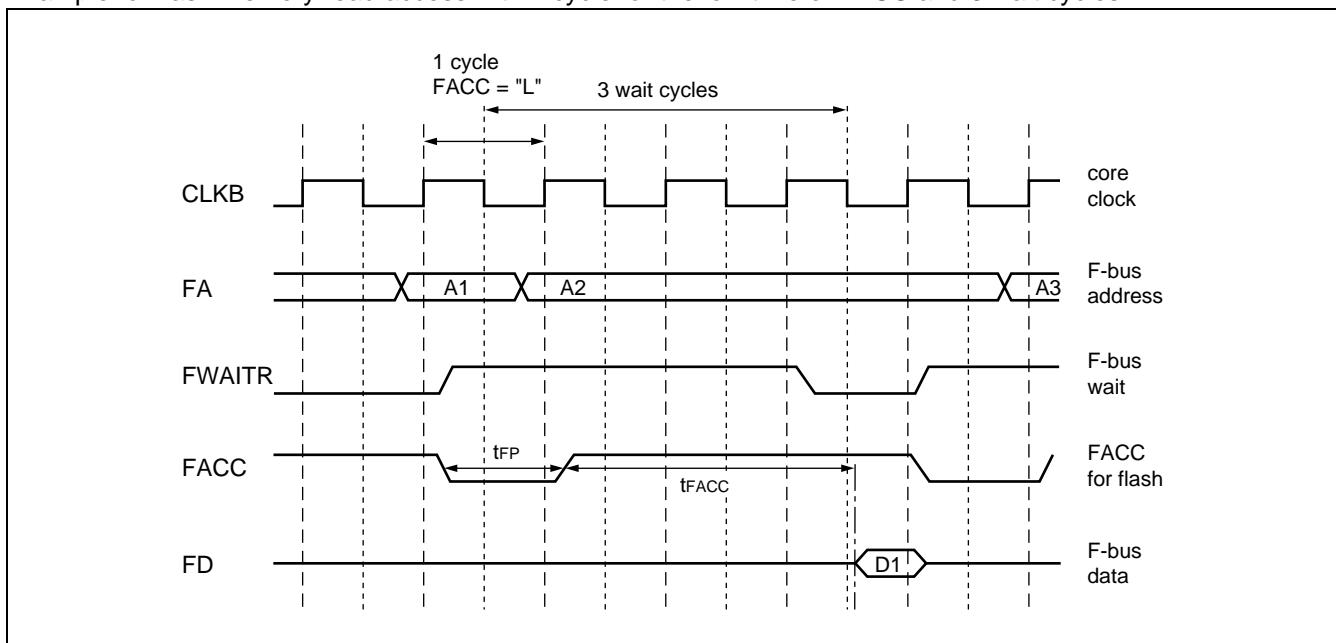 1 cycle
FACC = "L"
3 wait cycles
CLKB
core
clock
FA
A1
A2
A3
F-bus
address
FWAITR
F-bus
wait
FACC
tFP
tFACC
FACC
for flash
FD
D1
F-bus
data